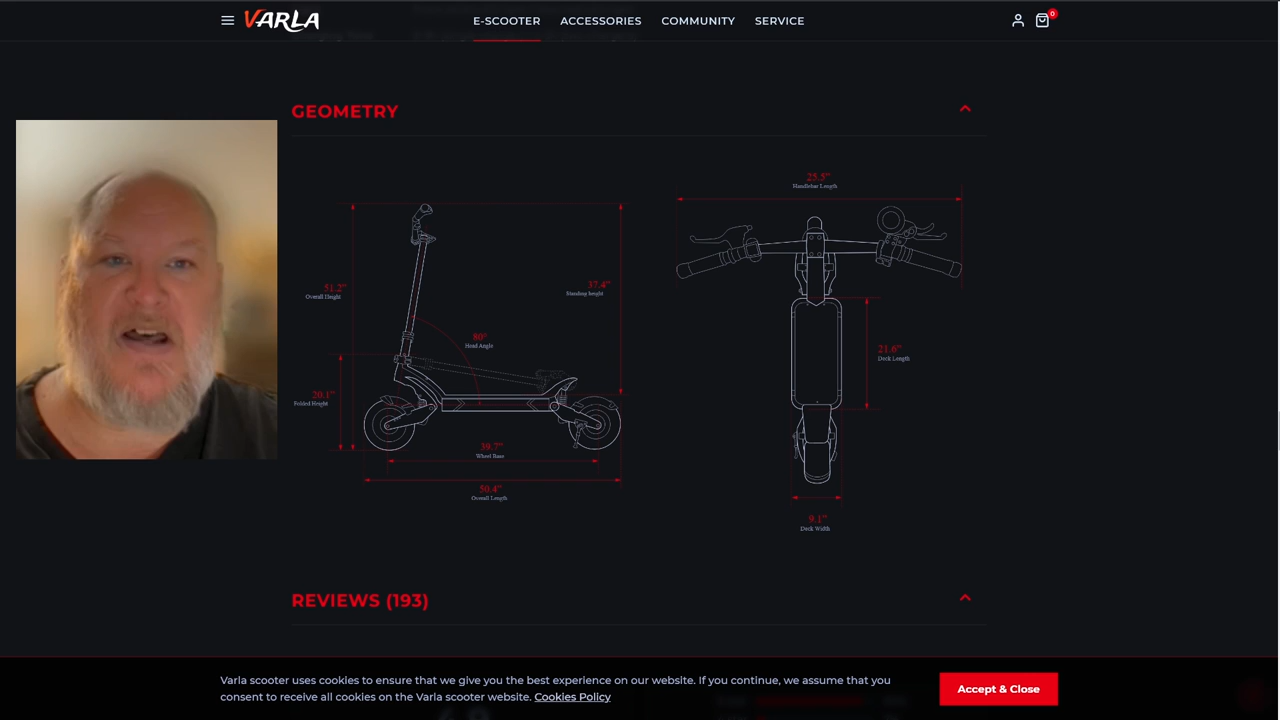 VARLA
E-SCOOTER
ACCESSORIES
COMMUNITY
SERVICE
0
GEOMETRY
25.5"
Handlebar Length
51.2"
Overall Height
37.4"
Standing height
80°
Head Angle
21.6"
Deck Length
20.1"
Folded Height
39.7"
Wheel Base
50.4"
Overall Length
9.1"
Deck Width
REVIEWS (193)
Varla scooter uses cookies to ensure that we give you the best experience on our website. If you continue, we assume that you
consent to receive all cookies on the Varla scooter website. Cookies Policy
Accept & Close